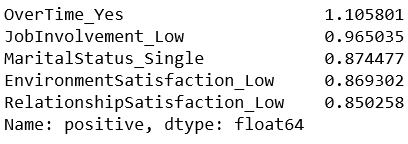 OverTime_Yes 1.105801
JobInvolvement_Low 0.965035
MaritalStatus_Single 0.874477
EnvironmentSatisfaction_Low 0.869302
RelationshipSatisfaction_Low 0.850258
Name: positive, dtype: float64